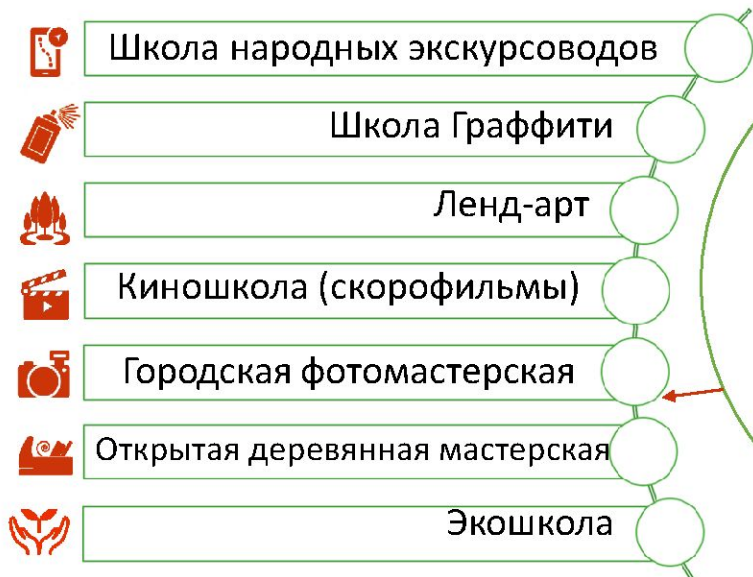 Школа народных экскурсоводов
Школа Граффити
Ленд-арт
Киношкола (скорофильмы)
Городская фотомастерская
Открытая деревянная мастерская
Экошкола